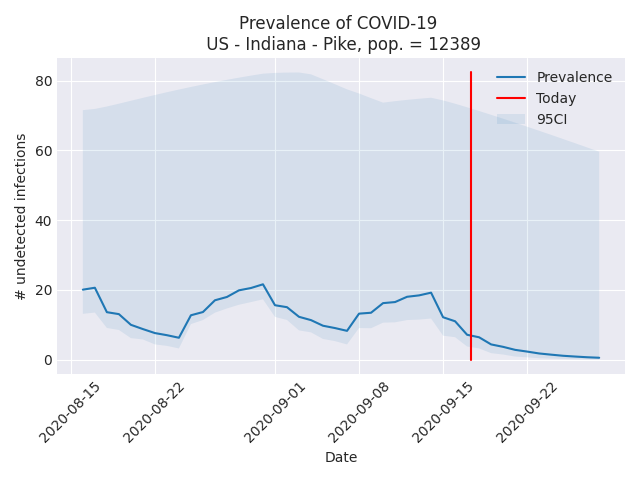 Prevalence of COVID-19
US - Indiana - Pike, pop. = 12389
# undetected infections
80
60
40
20
0
Prevalence
Today
95CI
2020-08-15
2020-08-22
2020-09-01
2020-09-08
2020-09-15
2020-09-22
Date